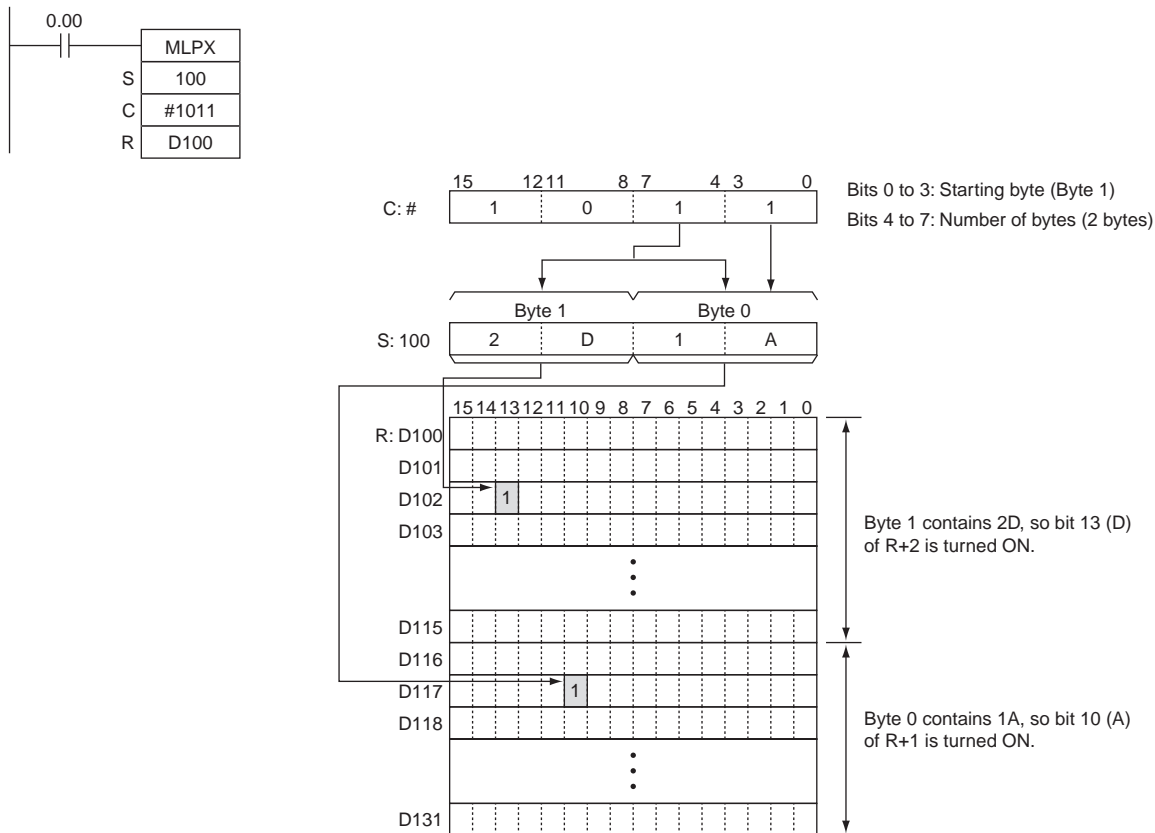 0.00
MLPX
S 100
C #1011
R D100
15 12 11 8 7 4 3 0
C: # 1 0 1 1
Bits 0 to 3: Starting byte (Byte 1)
Bits 4 to 7: Number of bytes (2 bytes)
Byte 1 Byte 0
S: 100 2 D 1 A
15 14 13 12 11 10 9 8 7 6 5 4 3 2 1 0
R: D100
D101
D102 1
D103
Byte 1 contains 2D, so bit 13 (D)
of R+2 is turned ON.
D115
D116
D117 1
D118
Byte 0 contains 1A, so bit 10 (A)
of R+1 is turned ON.
D131